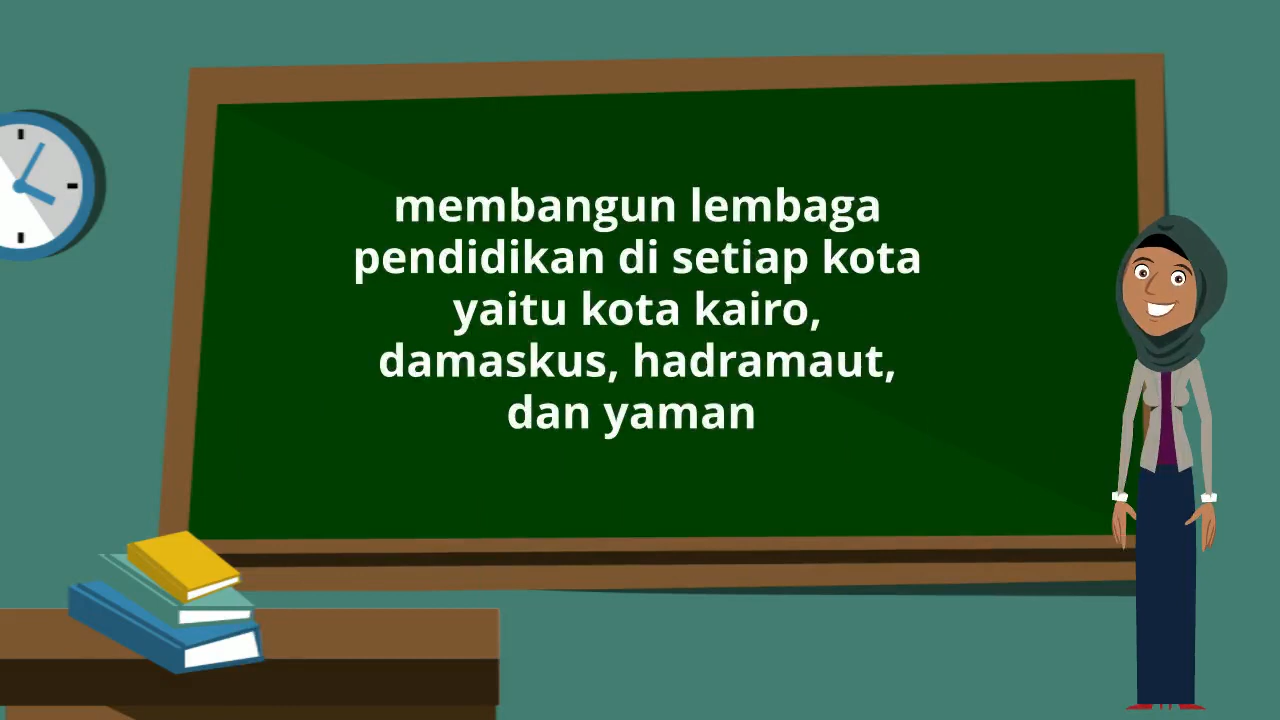 membangun lembaga
pendidikan di setiap kota
yaitu kota kairo,
damaskus, hadramaut,
dan yaman